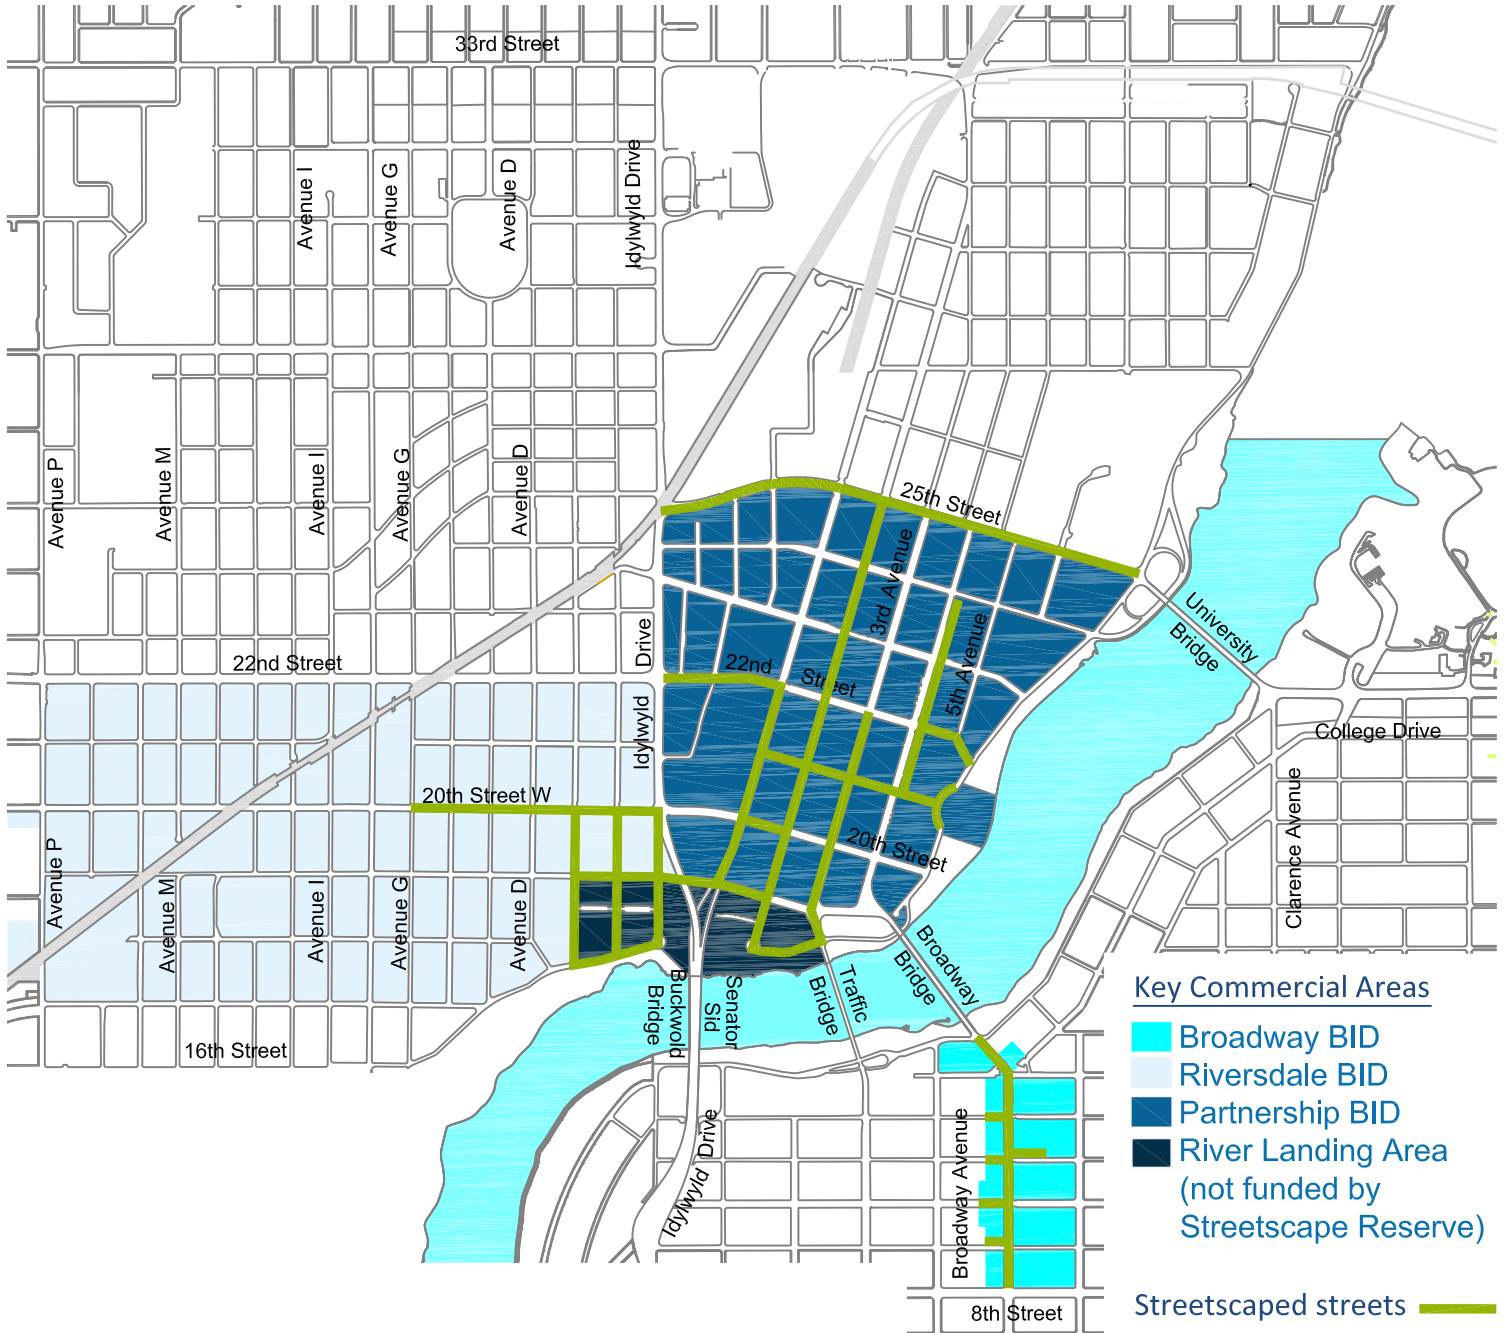 33rd Street
Avenue I
Avenue G
Avenue D
Idylwyld Drive
Avenue P
Avenue M
Avenue I
Avenue G
Avenue D
25th Street
3rd Avenue
5th Avenue
University
Bridge
22nd Street
Drive
Idylwyld
22nd Street
College Drive
Clarence Avenue
20th Street W
20th Street
Avenue P
Avenue M
Avenue I
Avenue G
Avenue D
Broadway
Bridge
Traffic
Bridge
Senator
Sid
Buckwold
Bridge
16th Street
Idylwyld Drive
Broadway Avenue
8th Street
Key Commercial Areas
Broadway BID
Riversdale BID
Partnership BID
River Landing Area
(not funded by
Streetscape Reserve)
Streetscaped streets